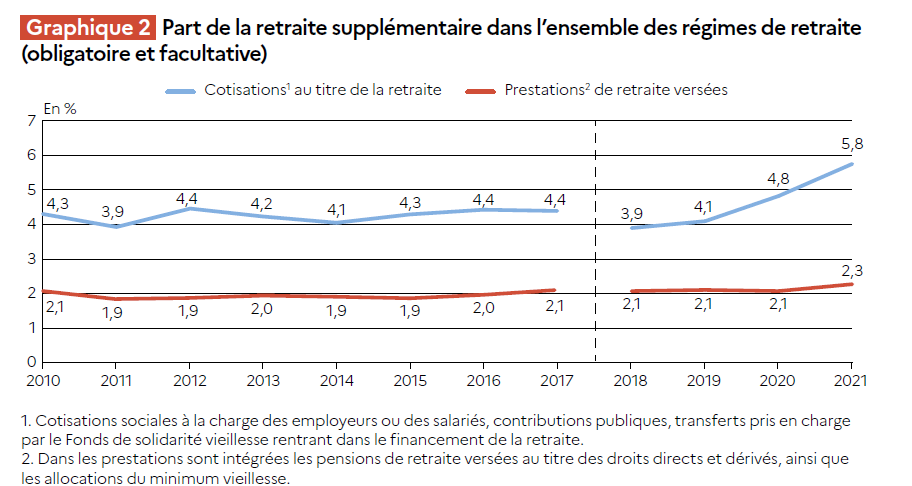 Graphique 2 Part de la retraite supplémentaire dans l’ensemble des régimes de retraite
(obligatoire et facultative)
Cotisations¹ au titre de la retraite Prestations² de retraite versées
En %
7
6
5
4
3
2
1
0
4,3 3,9 4,4 4,2 4,1 4,3 4,4 4,4 3,9 4,1 4,8 5,8
2,1 1,9 1,9 2,0 1,9 1,9 2,0 2,1 2,1 2,1 2,1 2,3
2010 2011 2012 2013 2014 2015 2016 2017 2018 2019 2020 2021
1. Cotisations sociales à la charge des employeurs ou des salariés, contributions publiques, transferts pris en charge
par le Fonds de solidarité vieillesse rentrant dans le financement de la retraite.
2. Dans les prestations sont intégrées les pensions de retraite versées au titre des droits directs et dérivés, ainsi que
les allocations du minimum vieillesse.